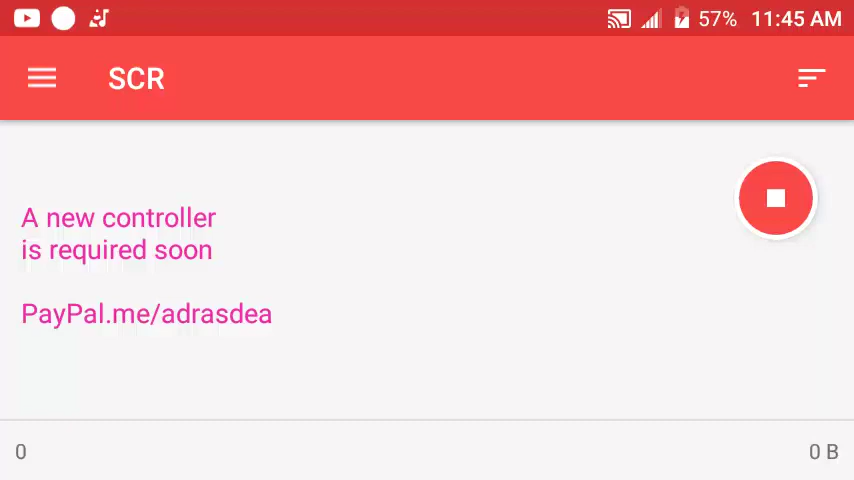 57% 11:45 AM
SCR
A new controller
is required soon
PayPal.me/adrasdea
0 0 B